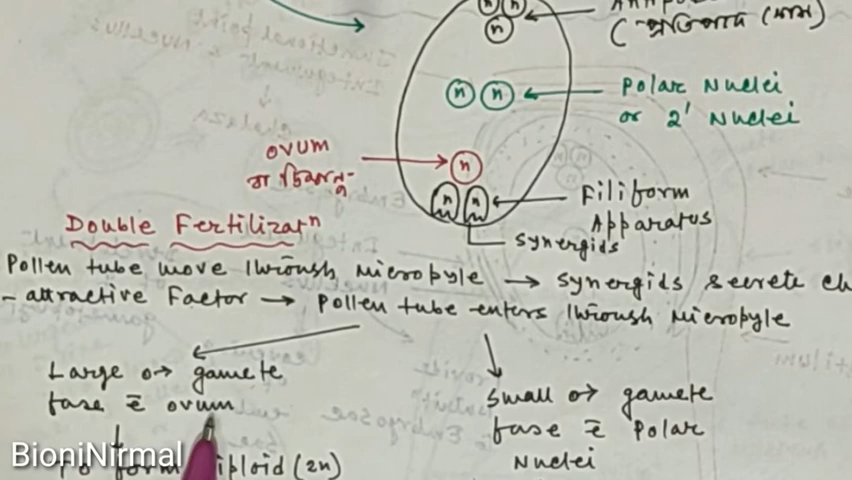 (প্রতিপাদ কোষ)
n
n n
Polar Nuclei
or 2' Nuclei
ovum
বা ডিম্বাণু
n
n n
Filiform
Apparatus
synergids
Double Fertilizatⁿ
Pollen tube move through Micropyle → synergids secrete
- attractive Factor → pollen tube enters through Micropyle
Large ♂ gamete
fuse c̄ ovum
small ♂ gamete
fuse c̄ Polar
Nuclei
To form diploid (2n)
BioniNirmal